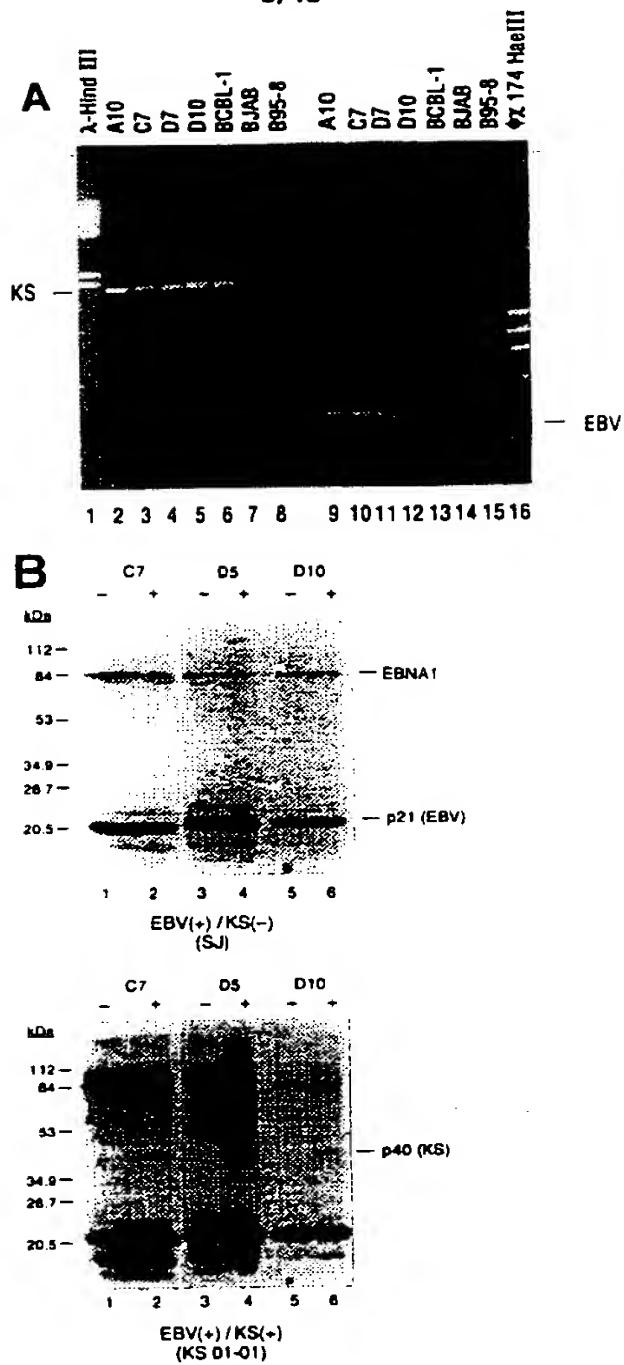 A
λ-Hind III
A10
C7
D7
D10
BCBL-1
BJAB
B95-8
A10
C7
D7
D12
BCBL-1
BJAB
B95-8
ΦX 174 HaeIII
KS
EBV
1 2 3 4 5 6 7 8 9 10 11 12 13 14 15 16
B
C7 D5 D10
− + − + − +
kDa
112
84
53
34.9
26.7
20.5
EBNA1
p21 (EBV)
1 2 3 4 5 6
EBV(+) / KS(−)
(SJ)
C7 D5 D10
− + − + − +
kDa
112
84
53
34.9
26.7
20.5
p40 (KS)
1 2 3 4 5 6
EBV(+) / KS(+)
(KS 01-01)